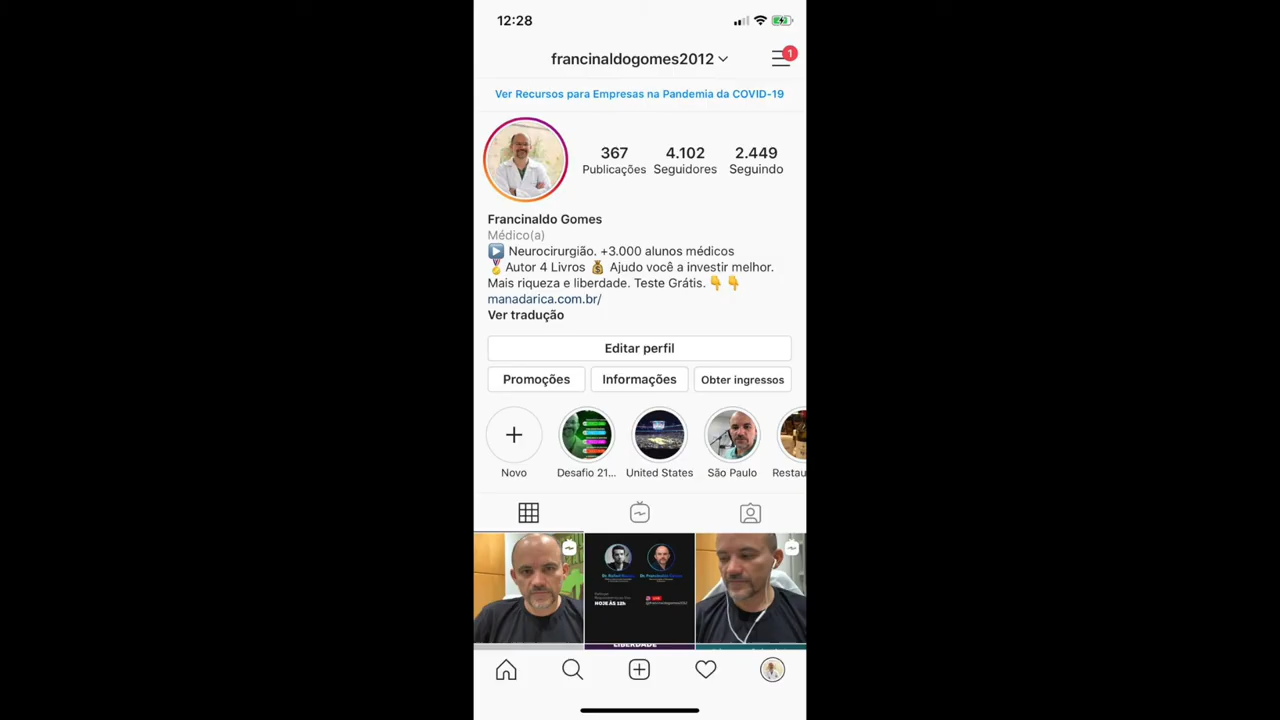 12:28
francinaldogomes2012
1
Ver Recursos para Empresas na Pandemia da COVID-19
367 4.102 2.449
Publicações Seguidores Seguindo
Francinaldo Gomes
Médico(a)
Neurocirurgião. +3.000 alunos médicos
Autor 4 Livros Ajudo você a investir melhor.
Mais riqueza e liberdade. Teste Grátis.
manadarica.com.br/
Ver tradução
Editar perfil
Promoções Informações Obter ingressos
Novo Desafio 21... United States São Paulo Restau
HOJE ÀS 12h
LIBERDADE